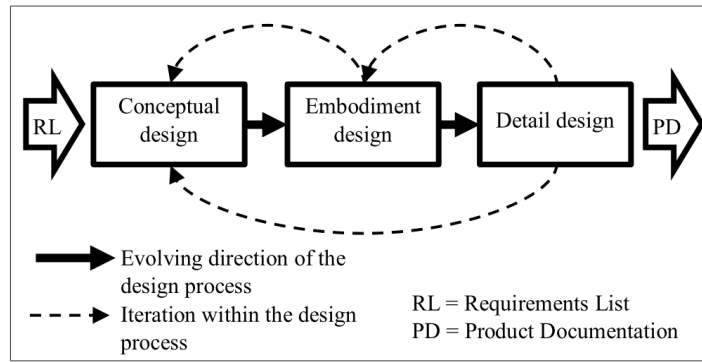 RL
Conceptual
design
Embodiment
design
Detail design
PD
Evolving direction of the
design process
Iteration within the design
process
RL = Requirements List
PD = Product Documentation